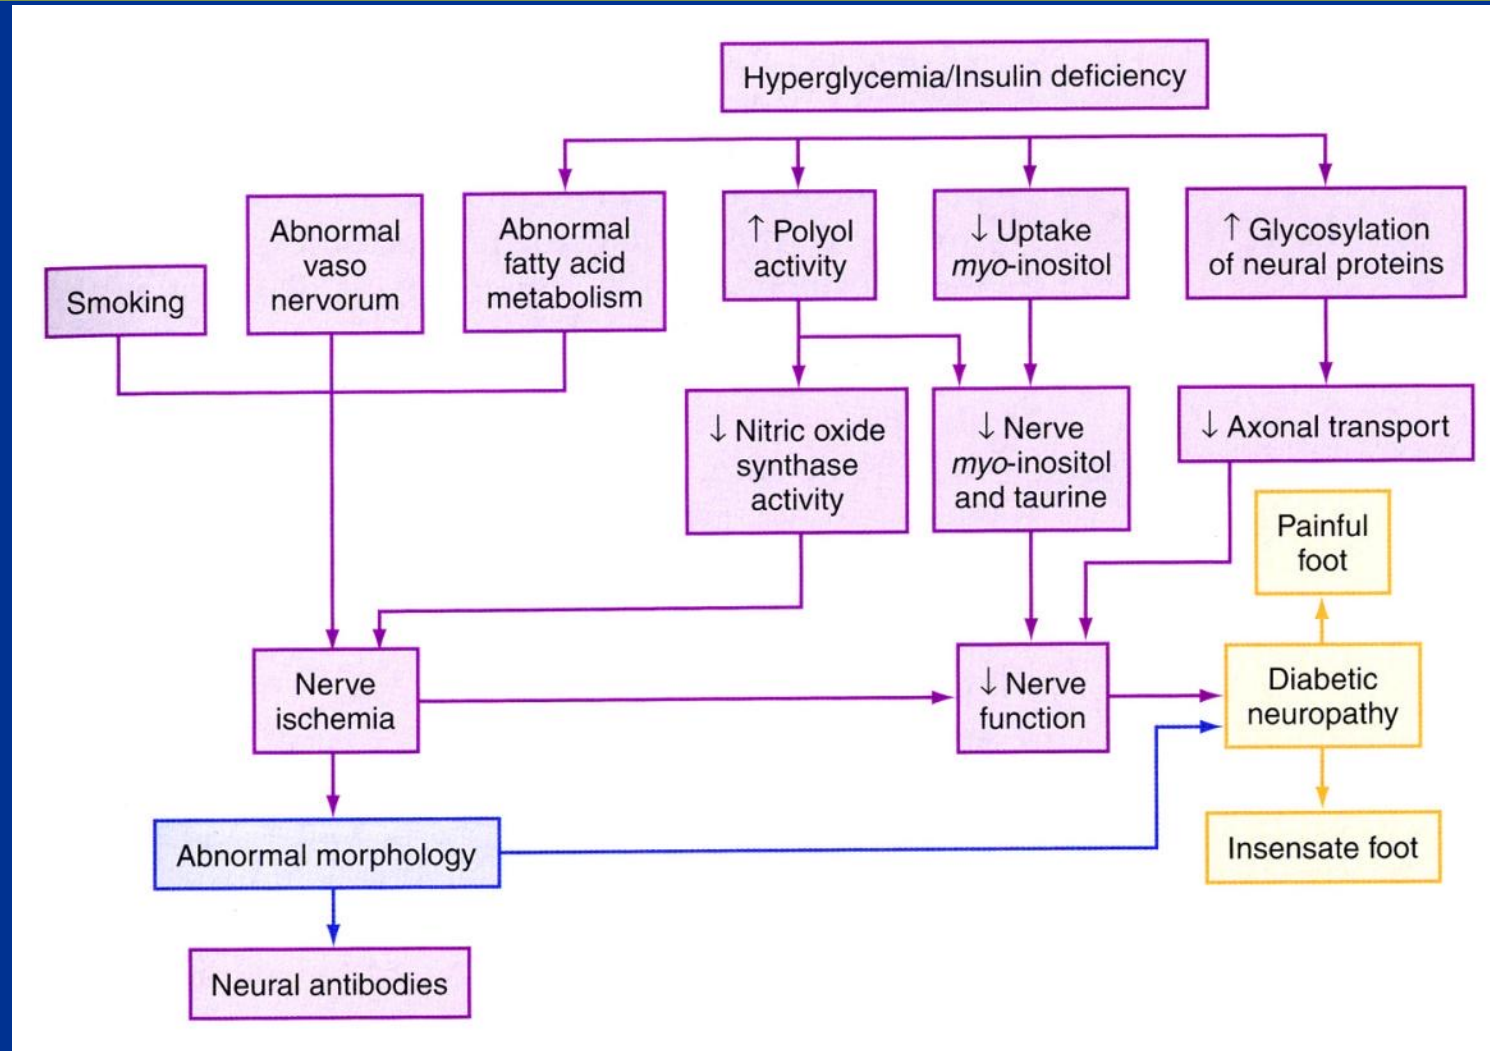 Hyperglycemia/Insulin deficiency
Smoking
Abnormal
vaso
nervorum
Abnormal
fatty acid
metabolism
↑ Polyol
activity
↓ Uptake
myo-inositol
↑ Glycosylation
of neural proteins
↓ Nitric oxide
synthase
activity
↓ Nerve
myo-inositol
and taurine
↓ Axonal transport
Painful
foot
Nerve
ischemia
↓ Nerve
function
Diabetic
neuropathy
Abnormal morphology
Insensate foot
Neural antibodies